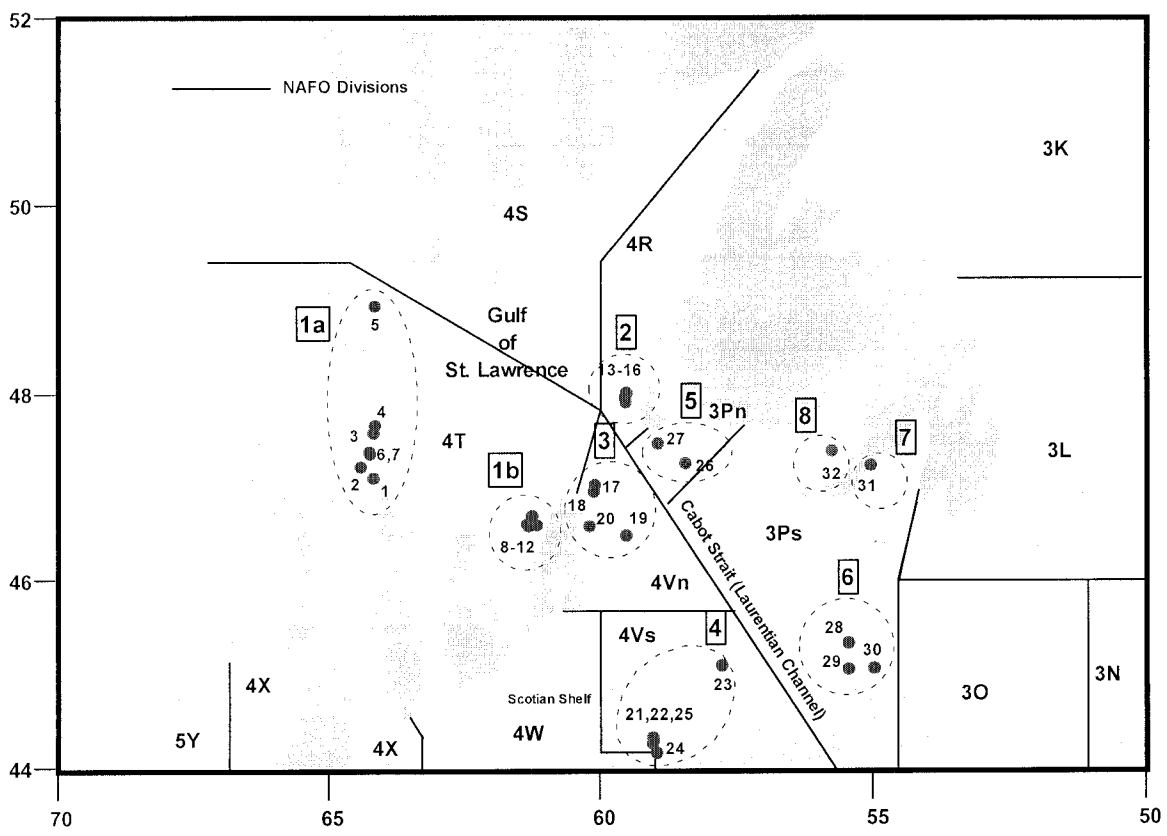 52
NAFO Divisions
3K
50
4S
4R
1a
5
Gulf
of
St. Lawrence
2
13-16
48
4
3
6,7
2
1
4T
1b
8-12
3
17
18
20
19
5
3Pn
27
26
8
32
7
31
3L
Cabot Strait (Laurentian Channel)
3Ps
46
4Vn
6
28
29
30
4Vs
4
23
4X
Scotian Shelf
21,22,25
24
3O
3N
5Y
4X
4W
44
70
65
60
55
50